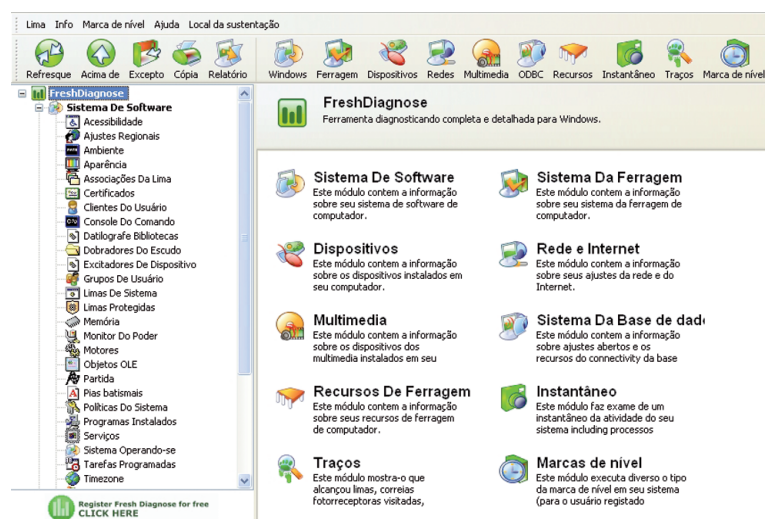 Lima Info Marca de nível Ajuda Local da sustentação
Refresque Acima de Excepto Cópia Relatório Windows Ferragem Dispositivos Redes Multimedia ODBC Recursos Instantâneo Traços Marca de nível
FreshDiagnose
Sistema De Software
Acessibilidade
Ajustes Regionais
Ambiente
Aparência
Associações Da Lima
Certificados
Clientes Do Usuário
Console Do Comando
Datilografe Bibliotecas
Dobradores Do Escudo
Excitadores De Dispositivo
Grupos De Usuário
Limas De Sistema
Limas Protegidas
Memória
Monitor Do Poder
Motores
Objetos OLE
Partida
Pias batismais
Políticas Do Sistema
Programas Instalados
Serviços
Sistema Operando-se
Tarefas Programadas
Timezone
Register Fresh Diagnose for free
CLICK HERE
FreshDiagnose
Ferramenta diagnosticando completa e detalhada para Windows.
Sistema De Software
Este módulo contem a informação
sobre seu sistema de software de
computador.
Sistema Da Ferragem
Este módulo contem a informação
sobre seu sistema da ferragem de
computador.
Dispositivos
Este módulo contem a informação
sobre os dispositivos instalados em
seu computador.
Rede e Internet
Este módulo contem a informação
sobre seus ajustes da rede e do
Internet.
Multimedia
Este módulo contem a informação
sobre os dispositivos dos
multimedia instalados em seu
Sistema Da Base de dad
Este módulo contem a informação
sobre ajustes abertos e os
recursos do connectivity da base
Recursos De Ferragem
Este módulo contem a informação
sobre seus recursos de ferragem
de computador.
Instantâneo
Este módulo faz exame de um
instantâneo da atividade do seu
sistema including processos
Traços
Este módulo mostra-o que
alcançou limas, correias
fotorreceptoras visitadas,
Marcas de nível
Este módulo executa diverso o tipo
da marca de nível em seu sistema
(para o usuário registado